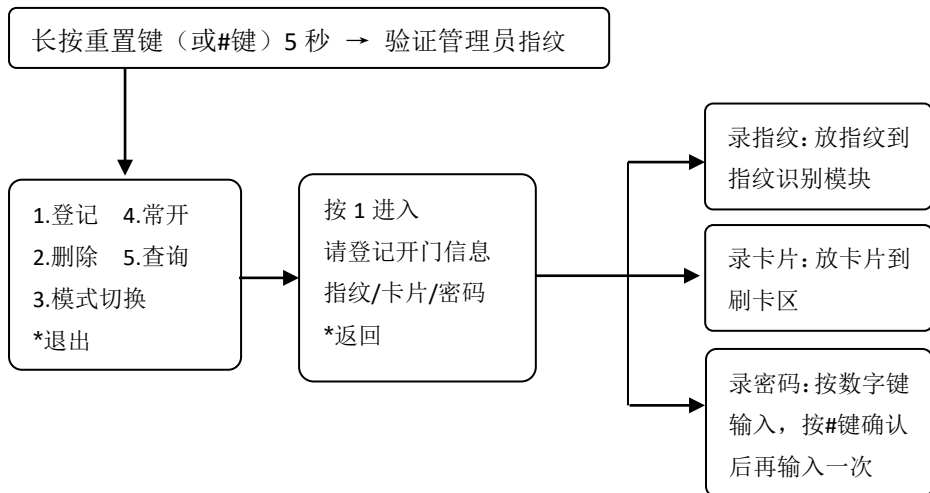 长按重置键（或#键）5 秒 → 验证管理员指纹
1.登记 4.常开
2.删除 5.查询
3.模式切换
*退出
按 1 进入
请登记开门信息
指纹/卡片/密码
*返回
录指纹：放指纹到
指纹识别模块
录卡片：放卡片到
刷卡区
录密码：按数字键
输入，按#键确认
后再输入一次